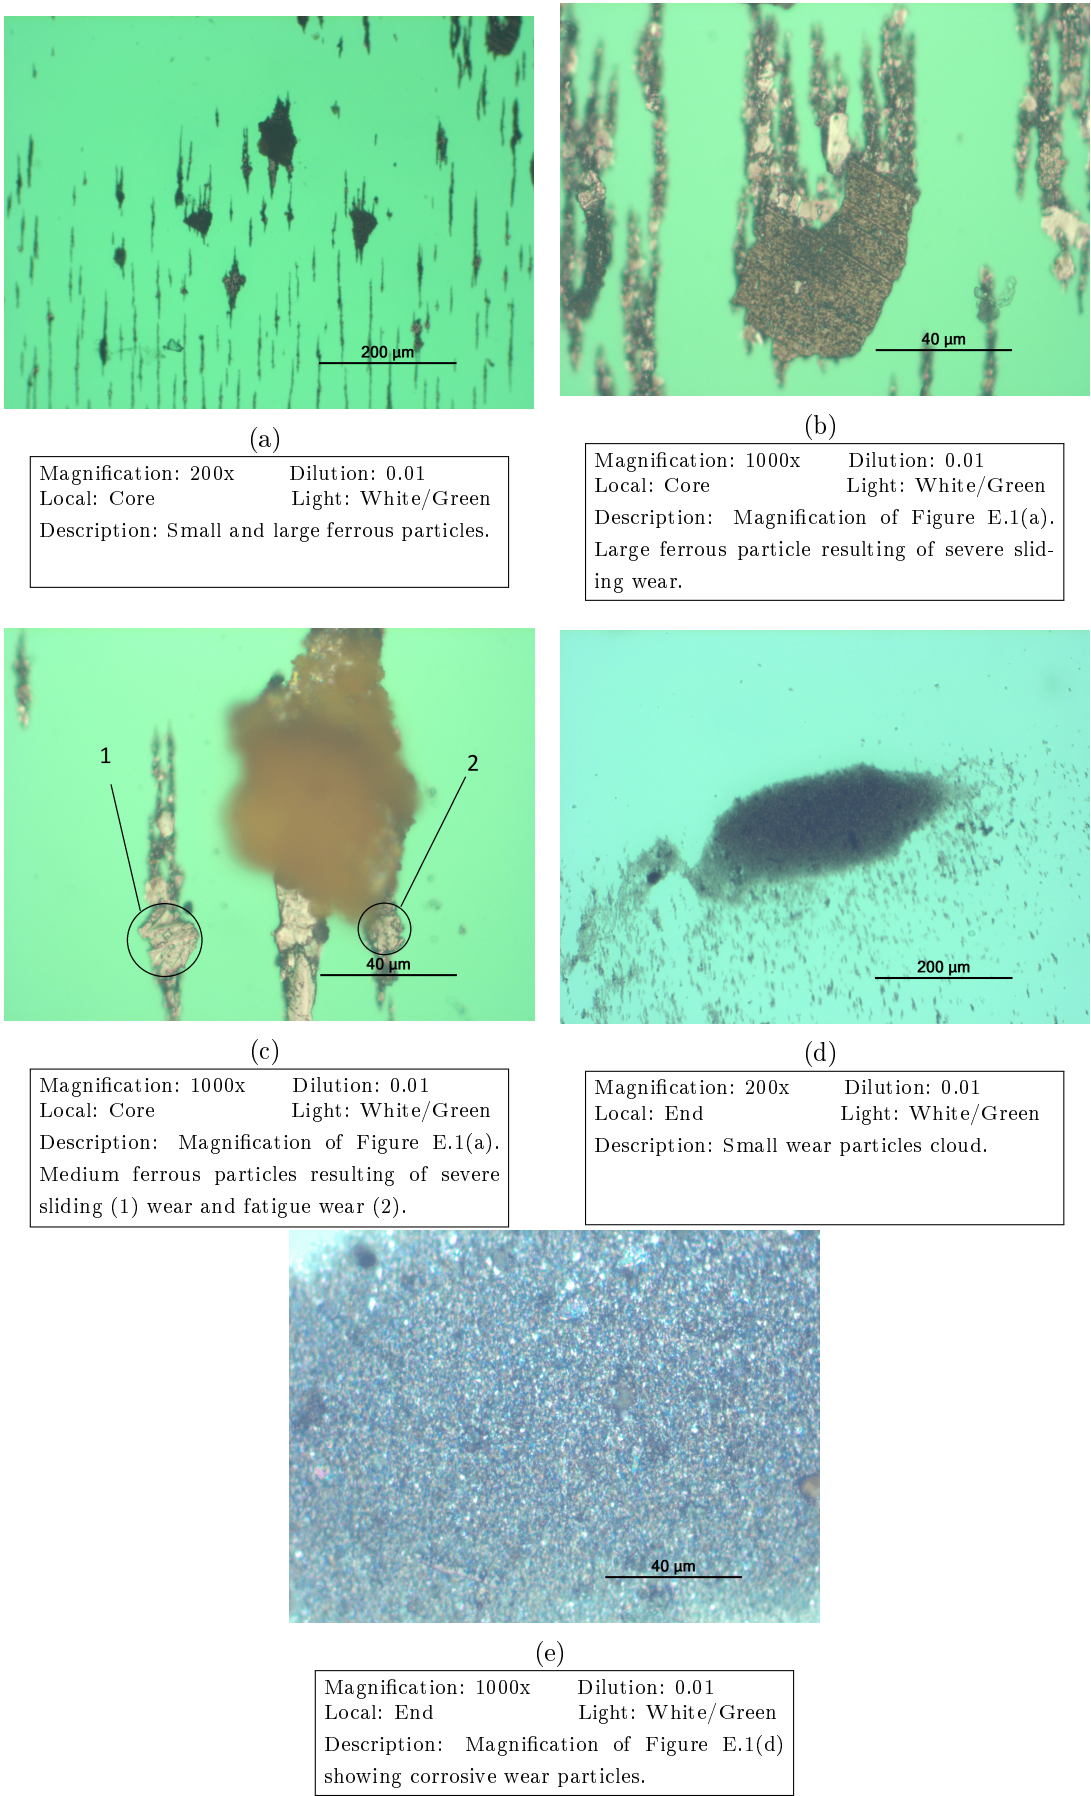 200 µm
40 µm
(a)
(b)
Magnification: 200x Dilution: 0.01
Local: Core Light: White/Green
Description: Small and large ferrous particles.
Magnification: 1000x Dilution: 0.01
Local: Core Light: White/Green
Description: Magnification of Figure E.1(a).
Large ferrous particle resulting of severe slid-
ing wear.
1
2
40 µm
200 µm
(c)
(d)
Magnification: 1000x Dilution: 0.01
Local: Core Light: White/Green
Description: Magnification of Figure E.1(a).
Medium ferrous particles resulting of severe
sliding (1) wear and fatigue wear (2).
Magnification: 200x Dilution: 0.01
Local: End Light: White/Green
Description: Small wear particles cloud.
40 µm
(e)
Magnification: 1000x Dilution: 0.01
Local: End Light: White/Green
Description: Magnification of Figure E.1(d)
showing corrosive wear particles.